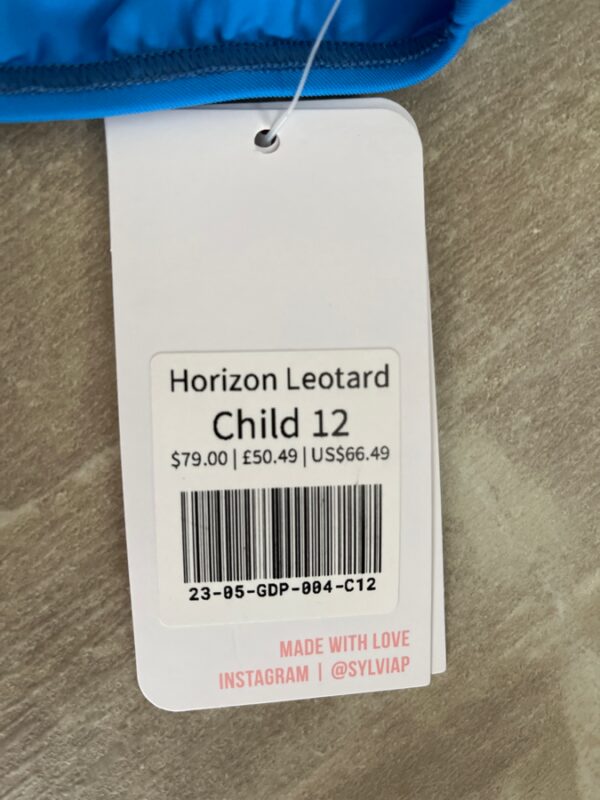 Horizon Leotard
Child 12
$79.00 | £50.49 | US$66.49
23-05-GDP-004-C12
MADE WITH LOVE
INSTAGRAM | @SYLVIAP